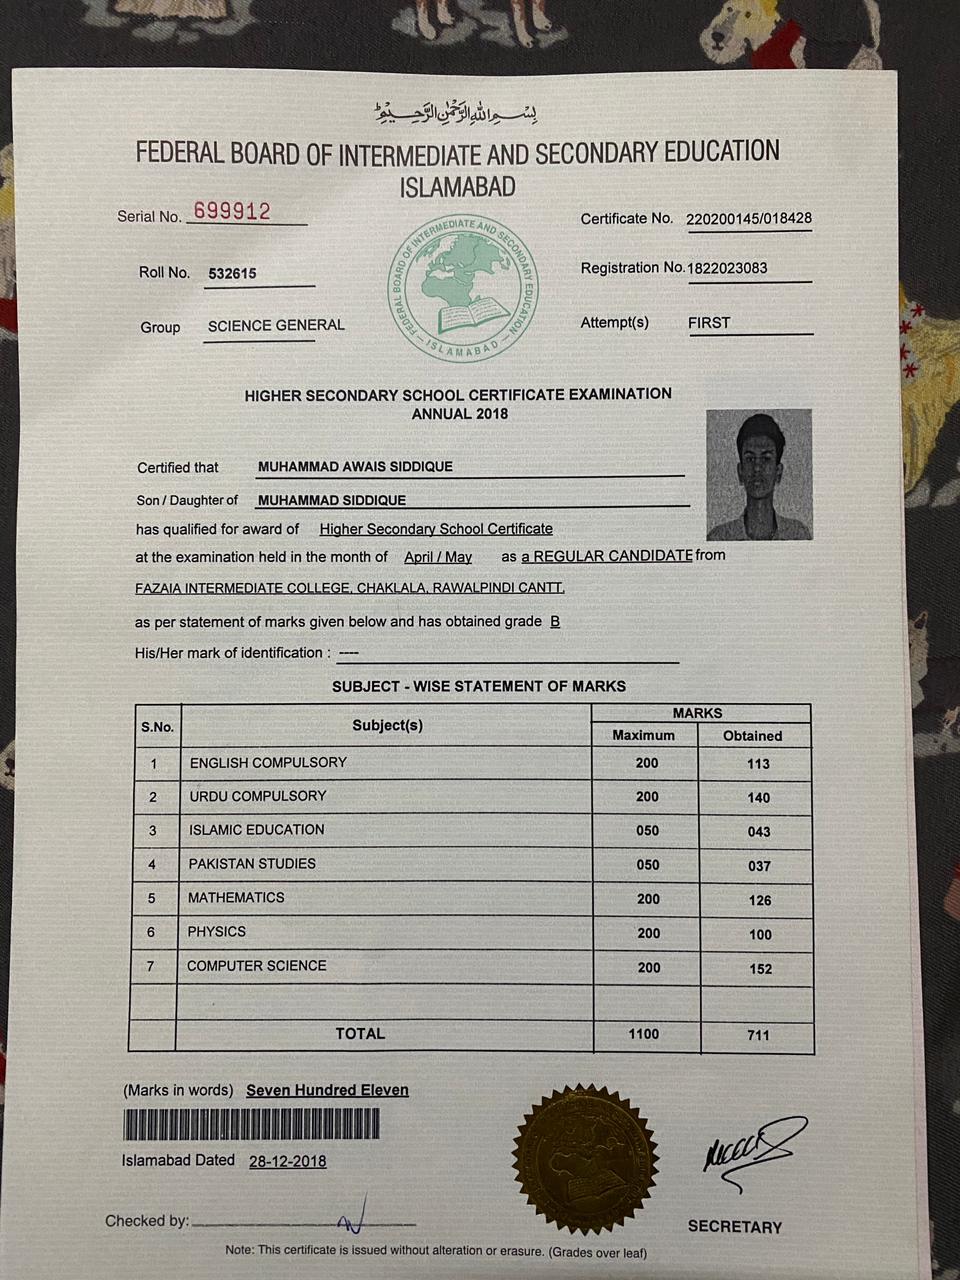 بسم الله الرحمن الرحیم
FEDERAL BOARD OF INTERMEDIATE AND SECONDARY EDUCATION
ISLAMABAD
Serial No. 699912
Certificate No. 220200145/018428
FEDERAL BOARD OF INTERMEDIATE AND SECONDARY EDUCATION
ISLAMABAD
Roll No. 532615
Registration No. 1822023083
Group SCIENCE GENERAL
Attempt(s) FIRST
HIGHER SECONDARY SCHOOL CERTIFICATE EXAMINATION
ANNUAL 2018
Certified that MUHAMMAD AWAIS SIDDIQUE
Son / Daughter of MUHAMMAD SIDDIQUE
has qualified for award of Higher Secondary School Certificate
at the examination held in the month of April / May as a REGULAR CANDIDATE from
FAZAIA INTERMEDIATE COLLEGE, CHAKLALA, RAWALPINDI CANTT.
as per statement of marks given below and has obtained grade B
His/Her mark of identification : ----
SUBJECT - WISE STATEMENT OF MARKS
S.No. Subject(s) MARKS
Maximum Obtained
1 ENGLISH COMPULSORY 200 113
2 URDU COMPULSORY 200 140
3 ISLAMIC EDUCATION 050 043
4 PAKISTAN STUDIES 050 037
5 MATHEMATICS 200 126
6 PHYSICS 200 100
7 COMPUTER SCIENCE 200 152
TOTAL 1100 711
(Marks in words) Seven Hundred Eleven
Islamabad Dated 28-12-2018
Checked by:
SECRETARY
Note: This certificate is issued without alteration or erasure. (Grades over leaf)